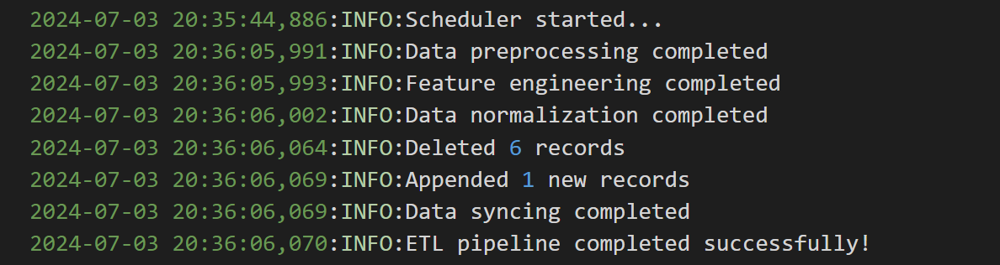 2024-07-03 20:35:44,886:INFO:Scheduler started...
2024-07-03 20:36:05,991:INFO:Data preprocessing completed
2024-07-03 20:36:05,993:INFO:Feature engineering completed
2024-07-03 20:36:06,002:INFO:Data normalization completed
2024-07-03 20:36:06,064:INFO:Deleted 6 records
2024-07-03 20:36:06,069:INFO:Appended 1 new records
2024-07-03 20:36:06,069:INFO:Data syncing completed
2024-07-03 20:36:06,070:INFO:ETL pipeline completed successfully!